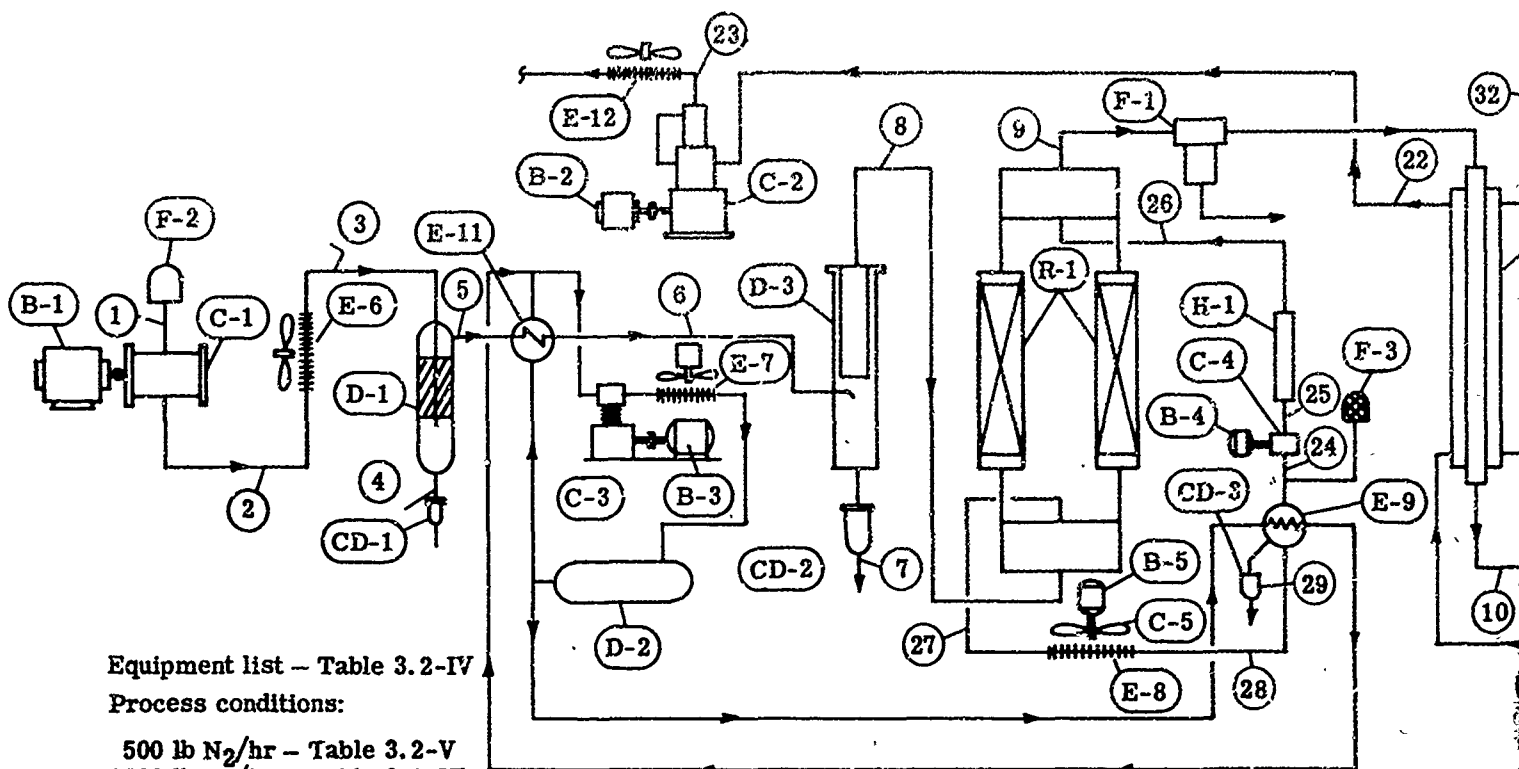 23
E-12
F-1
32
8
9
22
B-2
C-2
26
F-2
3
E-11
R-1
D-3
B-1
1
C-1
E-6
5
6
H-1
F-3
E-7
C-4
D-1
25
B-4
24
4
C-3
B-3
CD-3
E-9
2
CD-1
CD-2
7
B-5
29
10
D-2
27
C-5
E-8
28
Equipment list – Table 3.2-IV
Process conditions:
500 lb N2/hr – Table 3.2-V